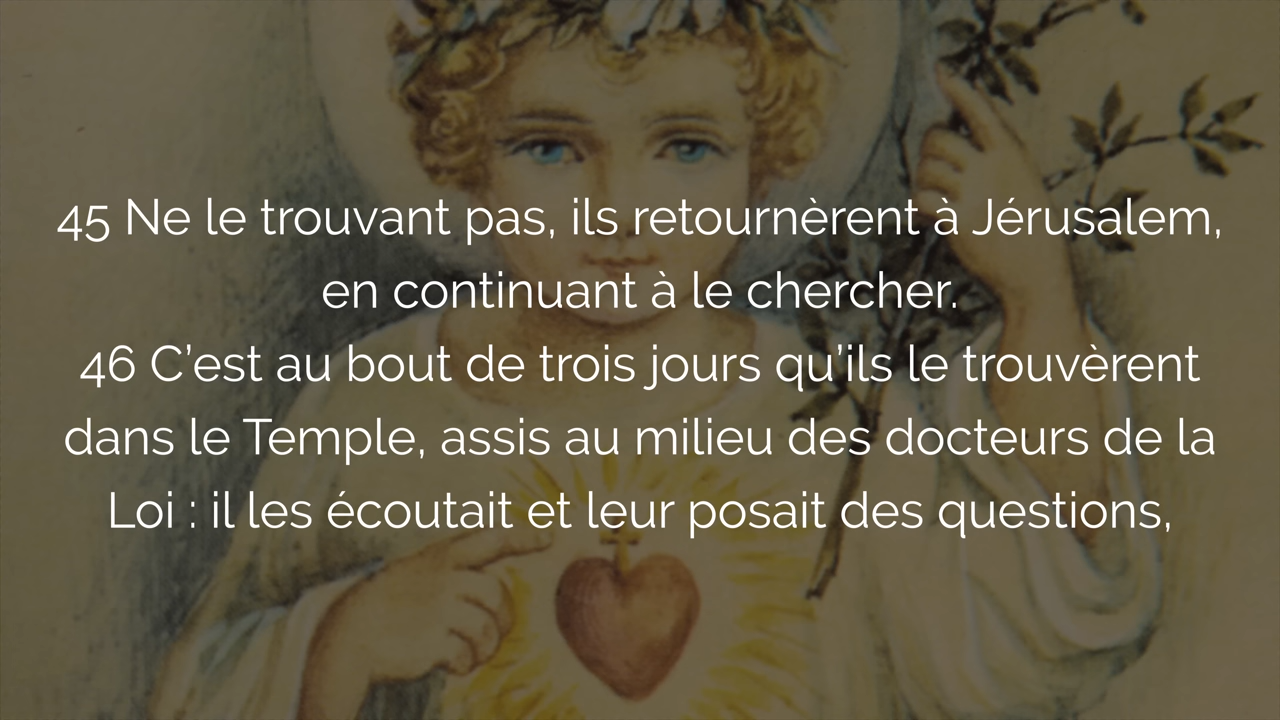 45 Ne le trouvant pas, ils retournèrent à Jérusalem,
en continuant à le chercher.
46 C’est au bout de trois jours qu’ils le trouvèrent
dans le Temple, assis au milieu des docteurs de la
Loi : il les écoutait et leur posait des questions,